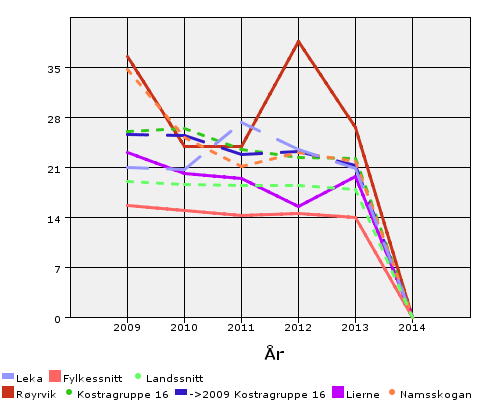 35
28
21
14
7
0
2009 2010 2011 2012 2013 2014
År
Leka Fylkessnitt Landssnitt
Røyrvik Kostragruppe 16 ->2009 Kostragruppe 16 Lierne Namsskogan